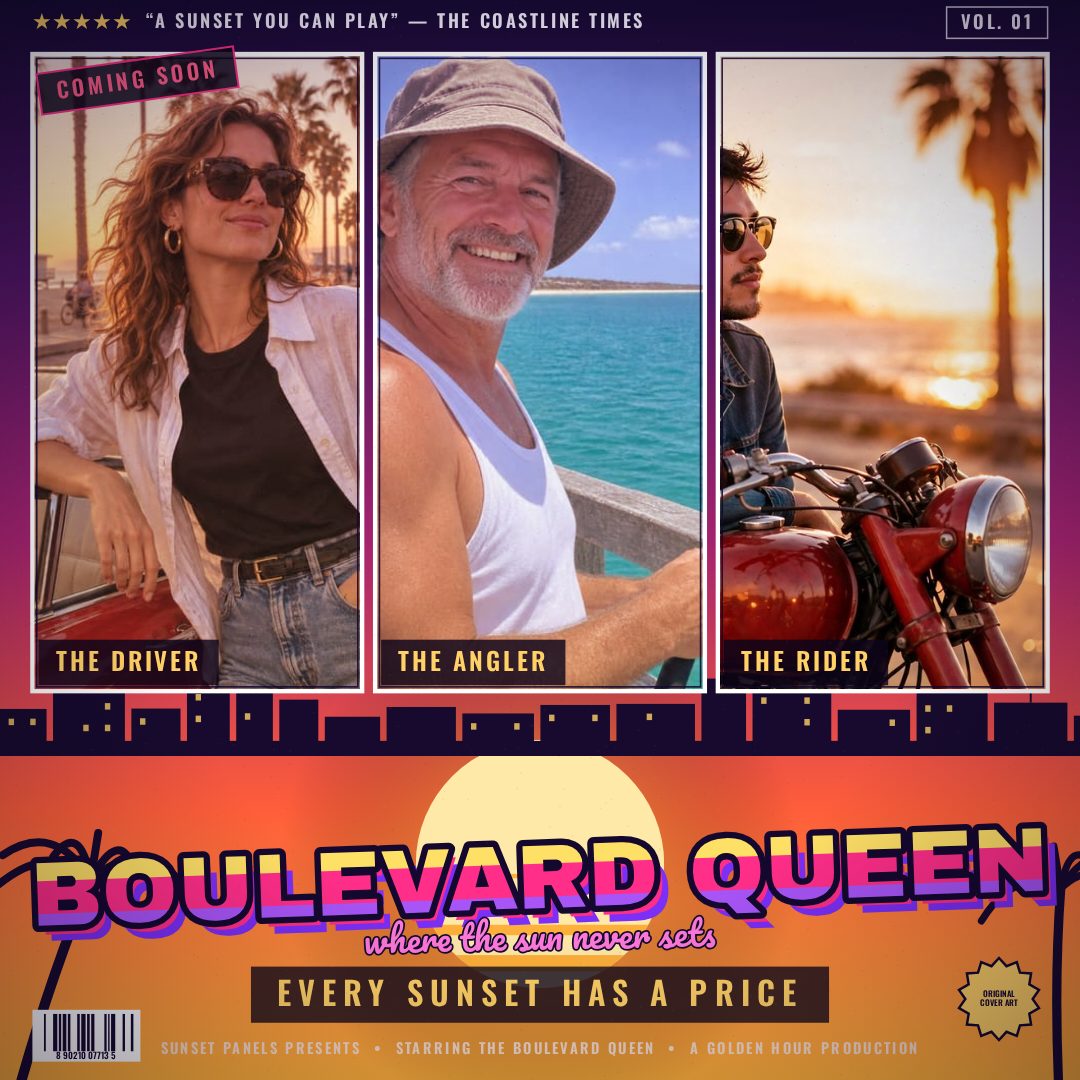 ★★★★★ “A SUNSET YOU CAN PLAY” — THE COASTLINE TIMES
VOL. 01
COMING SOON
THE DRIVER
THE ANGLER
THE RIDER
BOULEVARD QUEEN
where the sun never sets
EVERY SUNSET HAS A PRICE
ORIGINAL
COVER ART
8 90210 07713 5
SUNSET PANELS PRESENTS • STARRING THE BOULEVARD QUEEN • A GOLDEN HOUR PRODUCTION